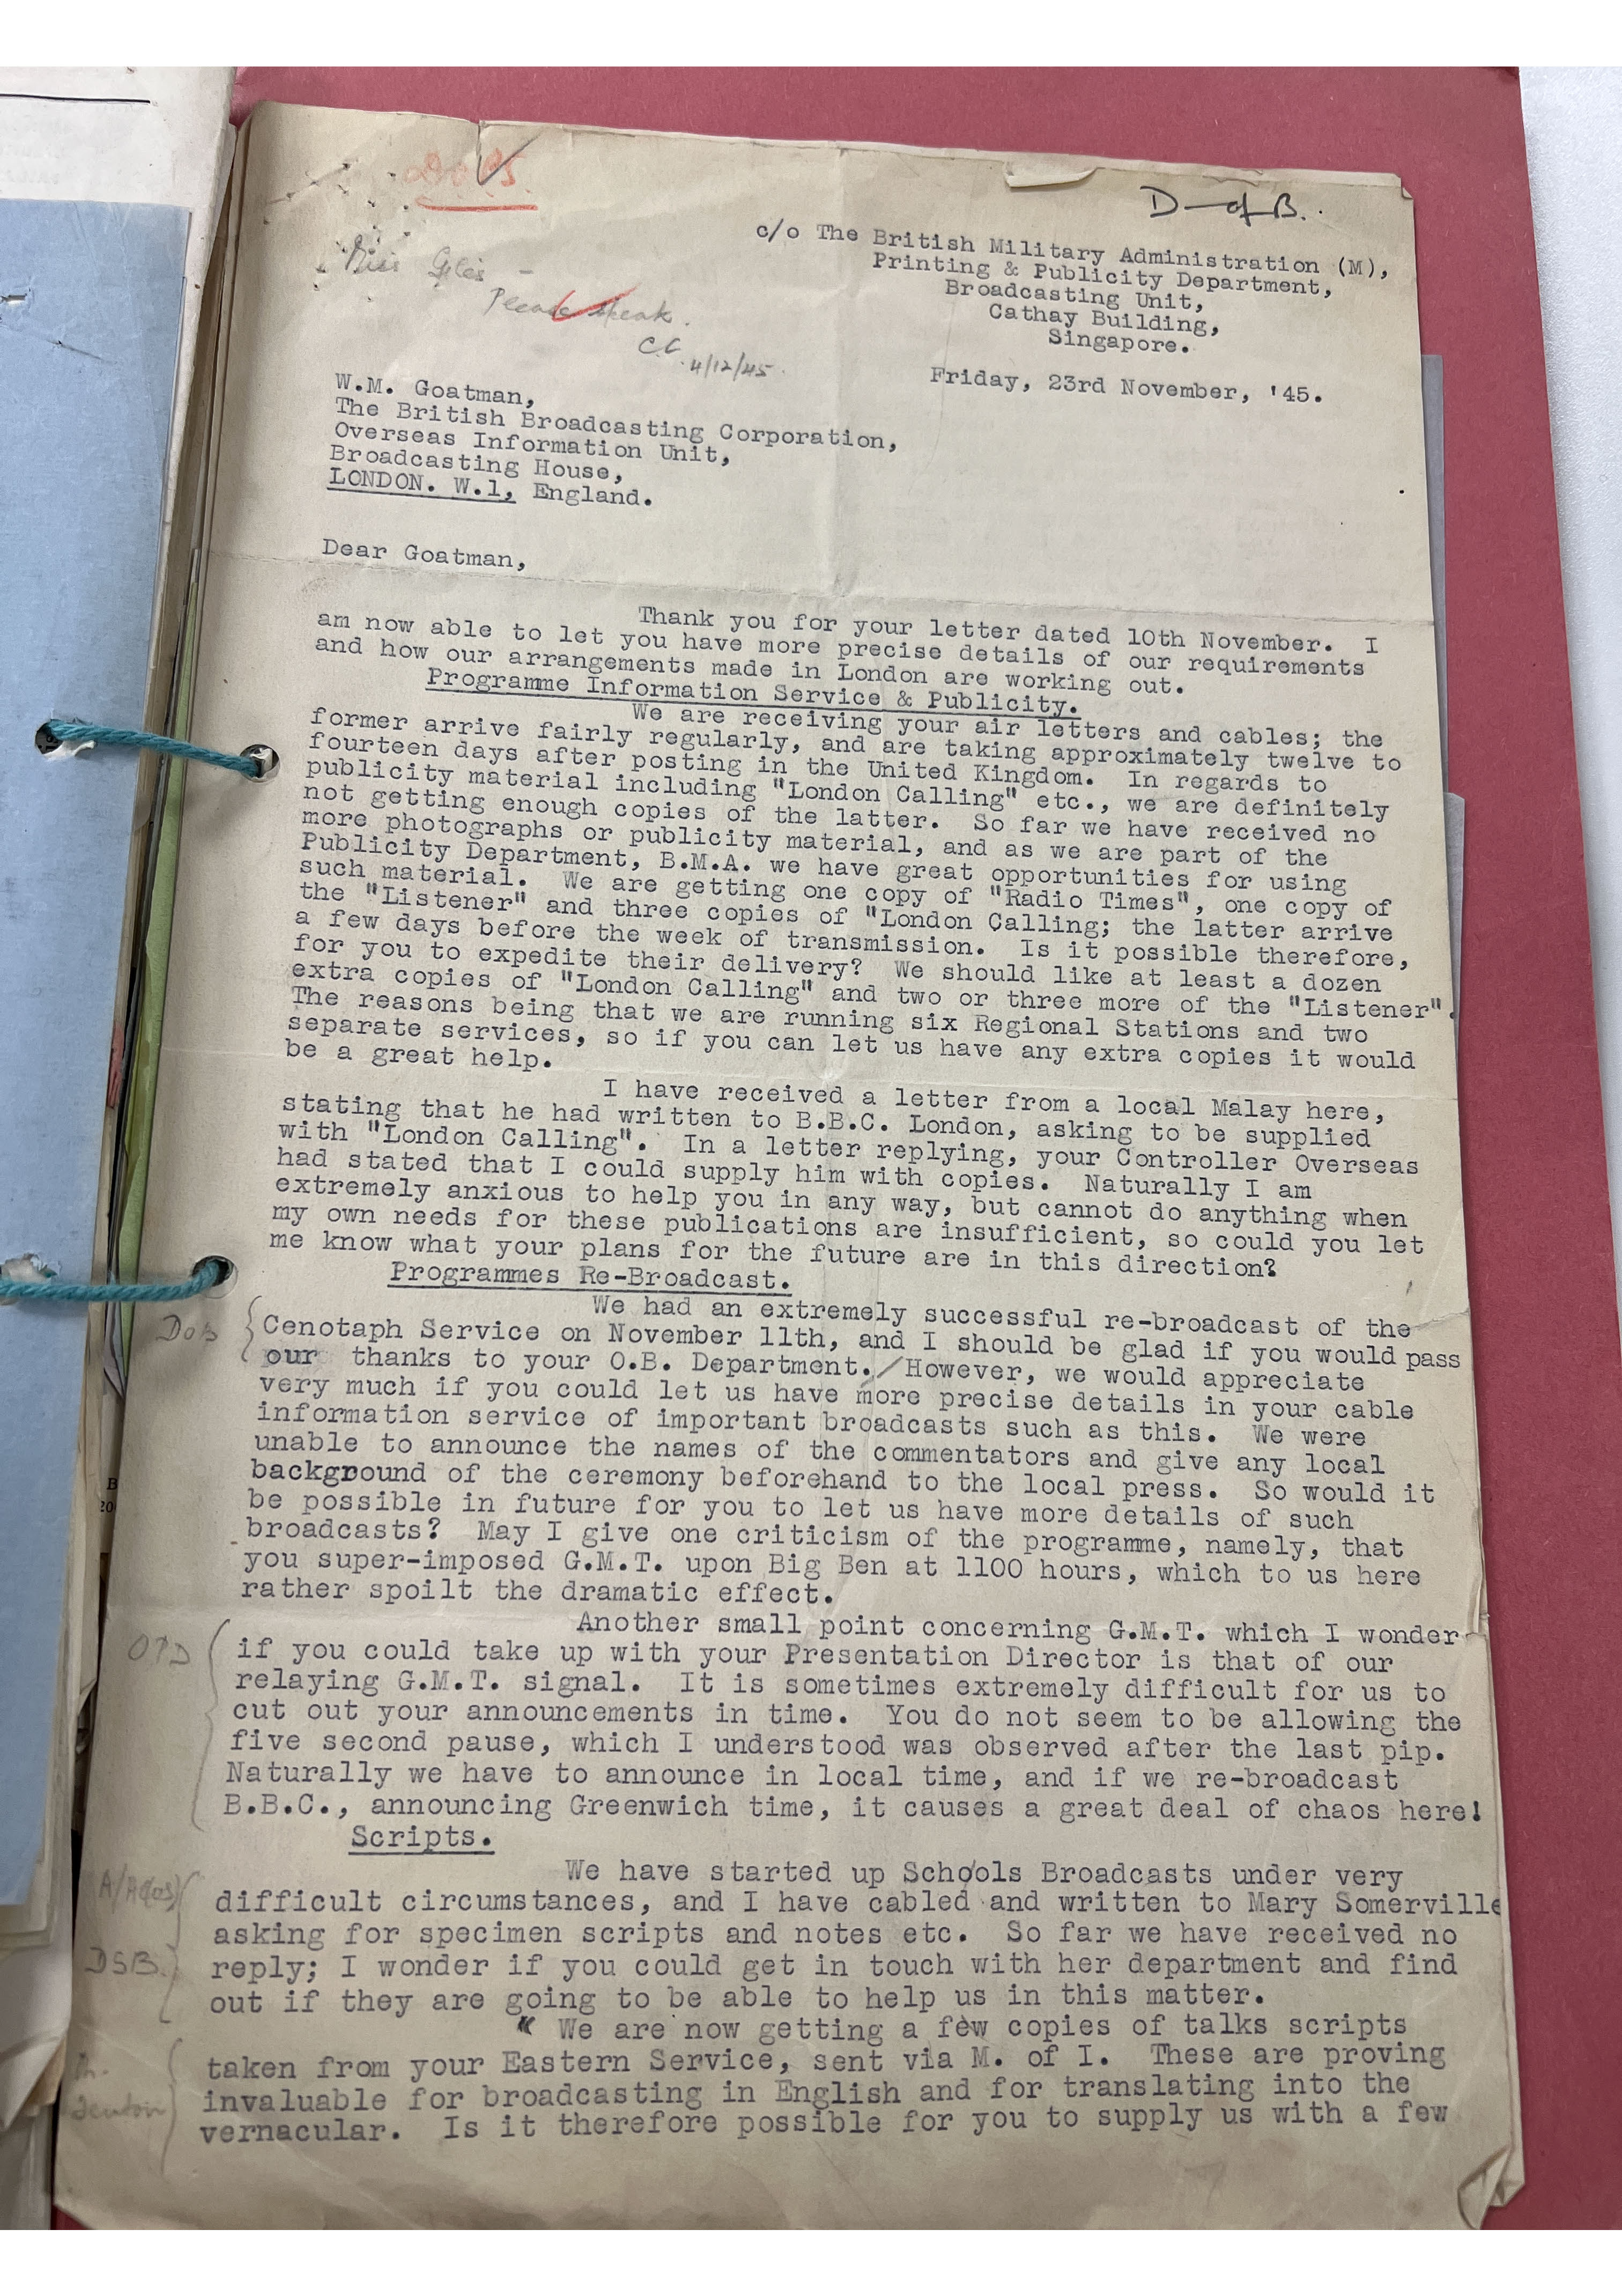 D of B.
c/o The British Military Administration (M),
Printing & Publicity Department,
Broadcasting Unit,
Cathay Building,
Singapore.
Miss Giles -
Please speak.
C.C.
4/12/45.
Friday, 23rd November, '45.
W.M. Goatman,
The British Broadcasting Corporation,
Overseas Information Unit,
Broadcasting House,
LONDON. W.1, England.
Dear Goatman,
Thank you for your letter dated 10th November. I
am now able to let you have more precise details of our requirements
and how our arrangements made in London are working out.
Programme Information Service & Publicity.
We are receiving your air letters and cables; the
former arrive fairly regularly, and are taking approximately twelve to
fourteen days after posting in the United Kingdom. In regards to
publicity material including "London Calling" etc., we are definitely
not getting enough copies of the latter. So far we have received no
more photographs or publicity material, and as we are part of the
Publicity Department, B.M.A. we have great opportunities for using
such material. We are getting one copy of "Radio Times", one copy of
the "Listener" and three copies of "London Calling; the latter arrive
a few days before the week of transmission. Is it possible therefore,
for you to expedite their delivery? We should like at least a dozen
extra copies of "London Calling" and two or three more of the "Listener".
The reasons being that we are running six Regional Stations and two
separate services, so if you can let us have any extra copies it would
be a great help.
I have received a letter from a local Malay here,
stating that he had written to B.B.C. London, asking to be supplied
with "London Calling". In a letter replying, your Controller Overseas
had stated that I could supply him with copies. Naturally I am
extremely anxious to help you in any way, but cannot do anything when
my own needs for these publications are insufficient, so could you let
me know what your plans for the future are in this direction?
Programmes Re-Broadcast.
We had an extremely successful re-broadcast of the
DoB
Cenotaph Service on November 11th, and I should be glad if you would pass
our thanks to your O.B. Department. / However, we would appreciate
very much if you could let us have more precise details in your cable
information service of important broadcasts such as this. We were
unable to announce the names of the commentators and give any local
background of the ceremony beforehand to the local press. So would it
be possible in future for you to let us have more details of such
broadcasts? May I give one criticism of the programme, namely, that
you super-imposed G.M.T. upon Big Ben at 1100 hours, which to us here
rather spoilt the dramatic effect.
Another small point concerning G.M.T. which I wonder
OPD
if you could take up with your Presentation Director is that of our
relaying G.M.T. signal. It is sometimes extremely difficult for us to
cut out your announcements in time. You do not seem to be allowing the
five second pause, which I understood was observed after the last pip.
Naturally we have to announce in local time, and if we re-broadcast
B.B.C., announcing Greenwich time, it causes a great deal of chaos here!
Scripts.
We have started up Schools Broadcasts under very
difficult circumstances, and I have cabled and written to Mary Somerville
asking for specimen scripts and notes etc. So far we have received no
DSB.
reply; I wonder if you could get in touch with her department and find
out if they are going to be able to help us in this matter.
" We are now getting a few copies of talks scripts
taken from your Eastern Service, sent via M. of I. These are proving
invaluable for broadcasting in English and for translating into the
vernacular. Is it therefore possible for you to supply us with a few